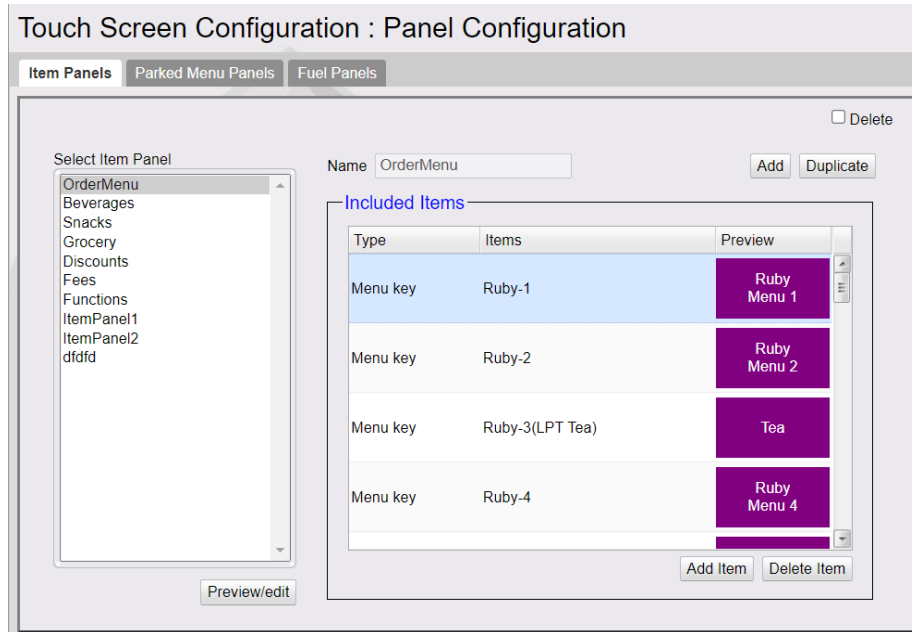 Touch Screen Configuration : Panel Configuration
Item Panels Parked Menu Panels Fuel Panels
Delete
Select Item Panel
OrderMenu
Beverages
Snacks
Grocery
Discounts
Fees
Functions
ItemPanel1
ItemPanel2
dfdfd
Preview/edit
Name OrderMenu Add Duplicate
Included Items
Type Items Preview
Menu key Ruby-1 Ruby
Menu 1
Menu key Ruby-2 Ruby
Menu 2
Menu key Ruby-3(LPT Tea) Tea
Menu key Ruby-4 Ruby
Menu 4
Add Item Delete Item